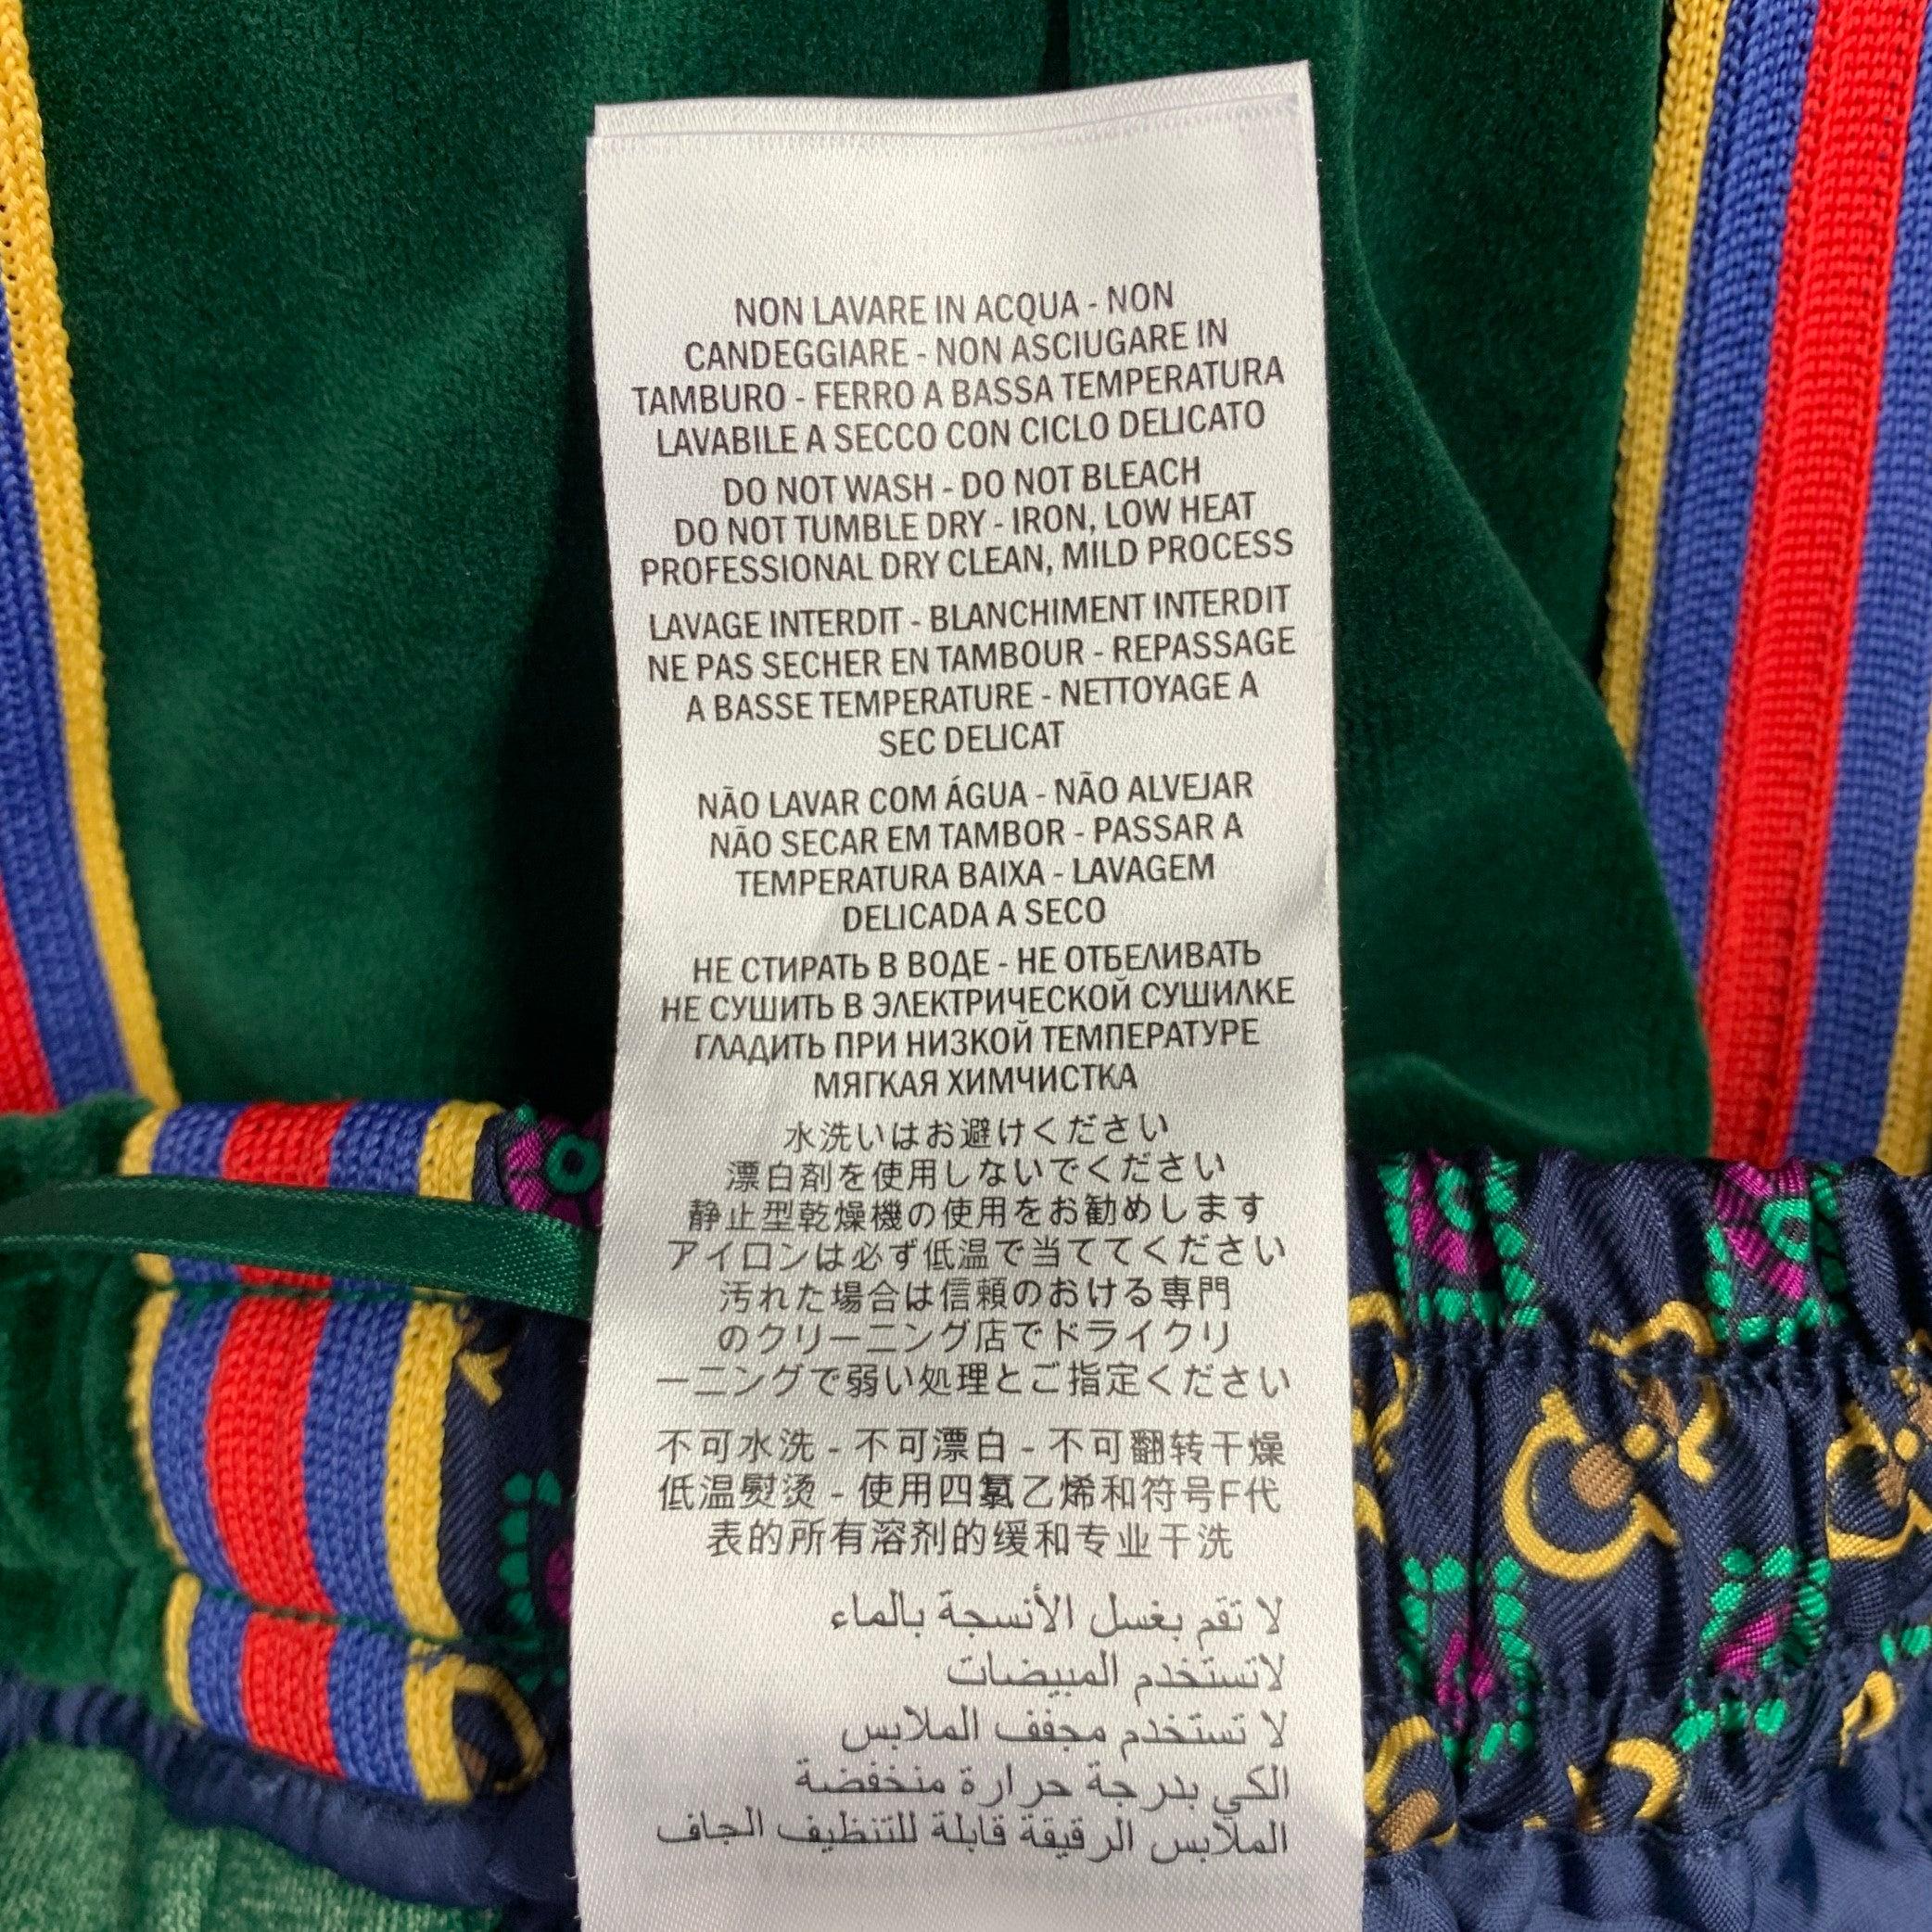 NON LAVARE IN ACQUA - NON
CANDEGGIARE - NON ASCIUGARE IN
TAMBURO - FERRO A BASSA TEMPERATURA
LAVABILE A SECCO CON CICLO DELICATO
DO NOT WASH - DO NOT BLEACH
DO NOT TUMBLE DRY - IRON, LOW HEAT
PROFESSIONAL DRY CLEAN, MILD PROCESS
LAVAGE INTERDIT - BLANCHIMENT INTERDIT
NE PAS SECHER EN TAMBOUR - REPASSAGE
A BASSE TEMPERATURE - NETTOYAGE A
SEC DELICAT
NÃO LAVAR COM ÁGUA - NÃO ALVEJAR
NÃO SECAR EM TAMBOR - PASSAR A
TEMPERATURA BAIXA - LAVAGEM
DELICADA A SECO
НЕ СТИРАТЬ В ВОДЕ - НЕ ОТБЕЛИВАТЬ
НЕ СУШИТЬ В ЭЛЕКТРИЧЕСКОЙ СУШИЛКЕ
ГЛАДИТЬ ПРИ НИЗКОЙ ТЕМПЕРАТУРЕ
МЯГКАЯ ХИМЧИСТКА
水洗いはお避けください
漂白剤を使用しないでください
静止型乾燥機の使用をお勧めします
アイロンは必ず低温で当ててください
汚れた場合は信頼のおける専門
のクリーニング店でドライクリ
ーニングで弱い処理とご指定ください
不可水洗 - 不可漂白 - 不可翻转干燥
低温熨烫 - 使用四氯乙烯和符号F代
表的所有溶剂的缓和专业干洗
لا تقم بغسل الأنسجة بالماء
لاتستخدم المبيضات
لا تستخدم مجفف الملابس
الكي بدرجة حرارة منخفضة
الملابس الرقيقة قابلة للتنظيف الجاف